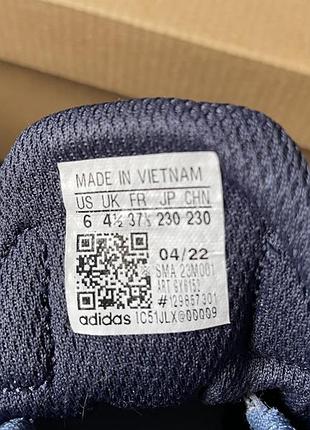 MADE IN VIETNAM
US UK FR JP CHN
6 4½ 37⅓ 230 230
04/22
SMA 23M001
ART GY6152
#129857301
adidas IC51JLX@00009